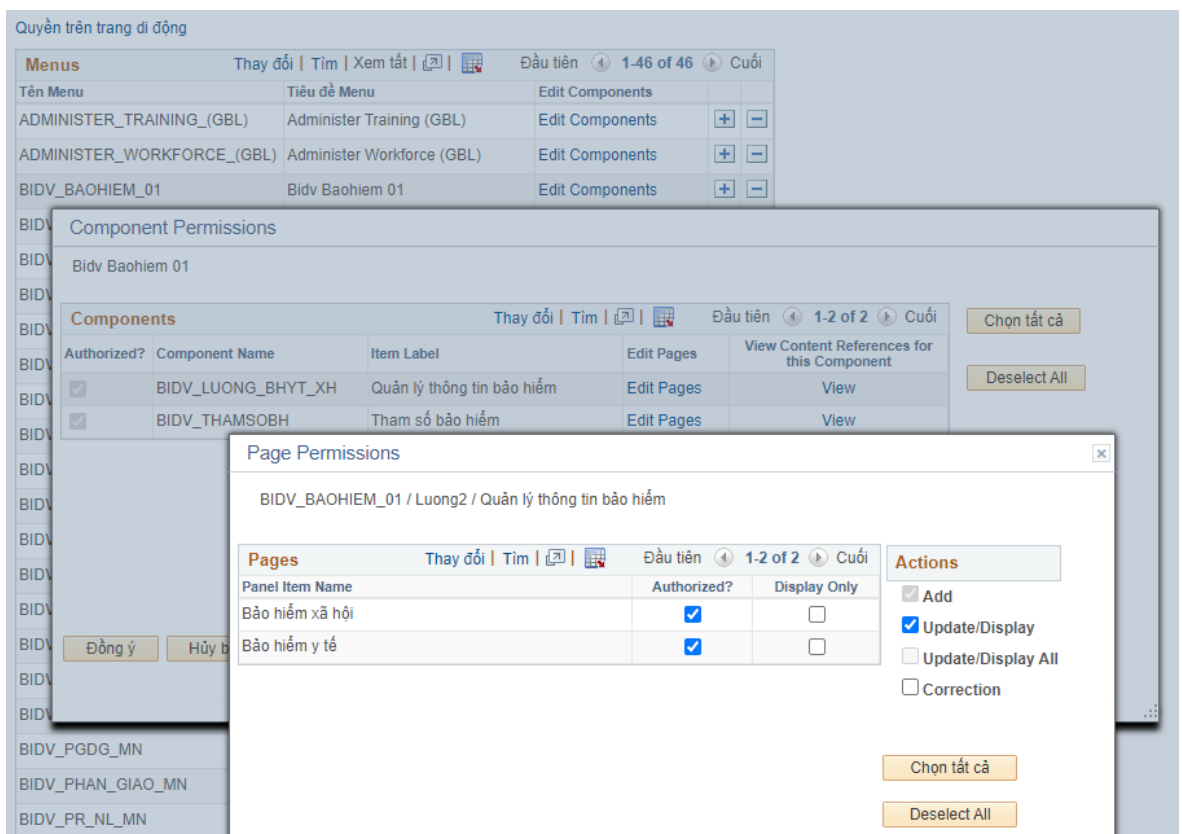 Quyền trên trang di động
Menus Thay đổi | Tìm | Xem tất | | Đầu tiên 1-46 of 46 Cuối
Tên Menu Tiêu đề Menu Edit Components
ADMINISTER_TRAINING_(GBL) Administer Training (GBL) Edit Components
ADMINISTER_WORKFORCE_(GBL) Administer Workforce (GBL) Edit Components
BIDV_BAOHIEM_01 Bidv Baohiem 01 Edit Components
Component Permissions
Bidv Baohiem 01
Components Thay đổi | Tìm | | Đầu tiên 1-2 of 2 Cuối
Chọn tất cả
Authorized? Component Name Item Label Edit Pages View Content References for this Component
Deselect All
BIDV_LUONG_BHYT_XH Quản lý thông tin bảo hiểm Edit Pages View
BIDV_THAMSOBH Tham số bảo hiểm Edit Pages View
Page Permissions
BIDV_BAOHIEM_01 / Luong2 / Quản lý thông tin bảo hiểm
Pages Thay đổi | Tìm | | Đầu tiên 1-2 of 2 Cuối
Actions
Panel Item Name Authorized? Display Only
Add
Bảo hiểm xã hội
Update/Display
Bảo hiểm y tế
Update/Display All
Correction
Đồng ý Hủy
Chọn tất cả
Deselect All
BIDV_PGDG_MN
BIDV_PHAN_GIAO_MN
BIDV_PR_NL_MN